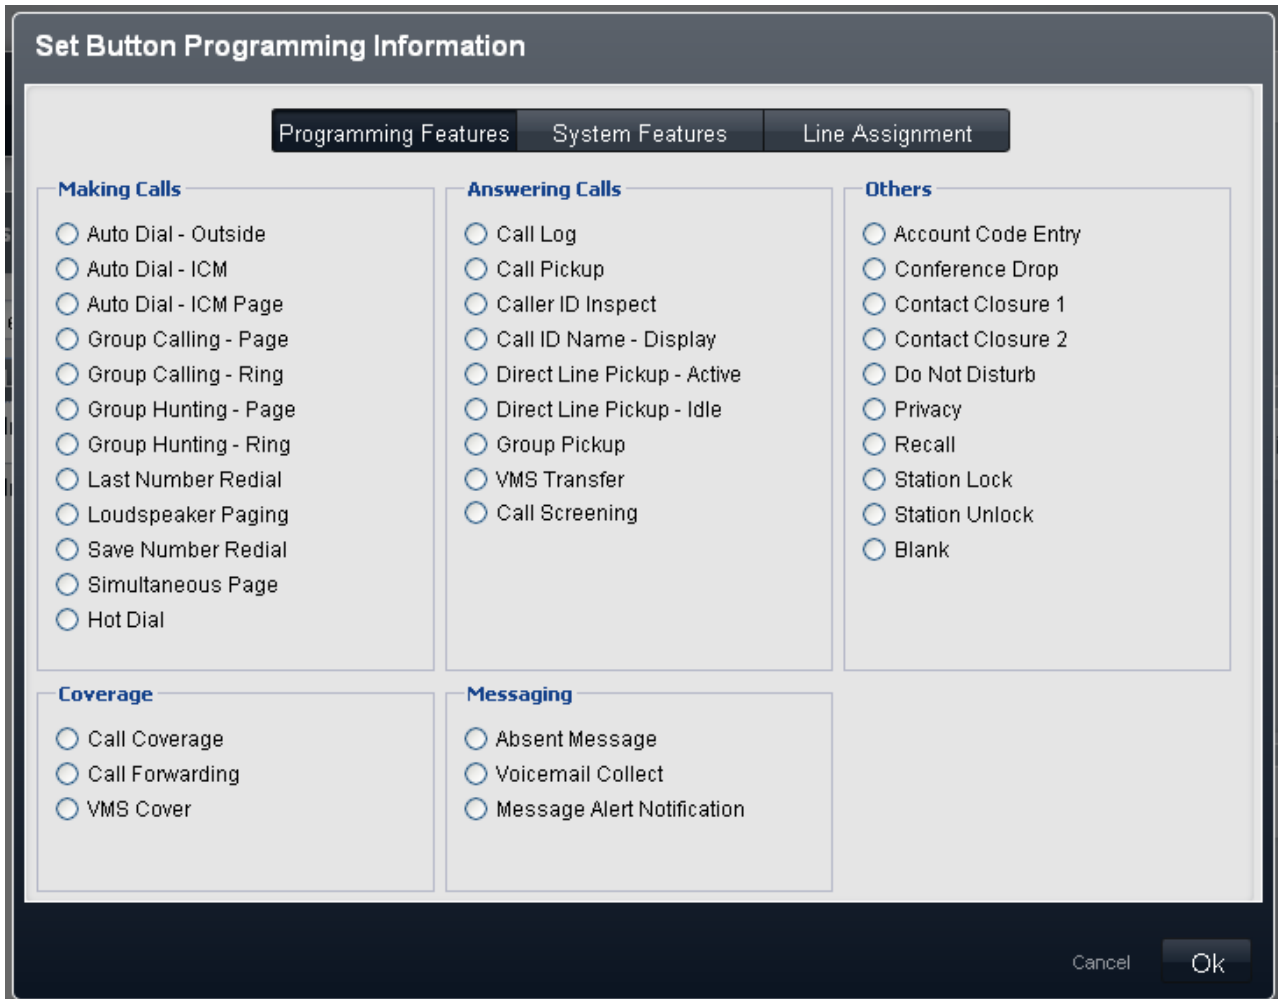 Set Button Programming Information
Programming Features
System Features
Line Assignment
Making Calls
Auto Dial - Outside
Auto Dial - ICM
Auto Dial - ICM Page
Group Calling - Page
Group Calling - Ring
Group Hunting - Page
Group Hunting - Ring
Last Number Redial
Loudspeaker Paging
Save Number Redial
Simultaneous Page
Hot Dial
Answering Calls
Call Log
Call Pickup
Caller ID Inspect
Call ID Name - Display
Direct Line Pickup - Active
Direct Line Pickup - Idle
Group Pickup
VMS Transfer
Call Screening
Others
Account Code Entry
Conference Drop
Contact Closure 1
Contact Closure 2
Do Not Disturb
Privacy
Recall
Station Lock
Station Unlock
Blank
Coverage
Call Coverage
Call Forwarding
VMS Cover
Messaging
Absent Message
Voicemail Collect
Message Alert Notification
Cancel
Ok